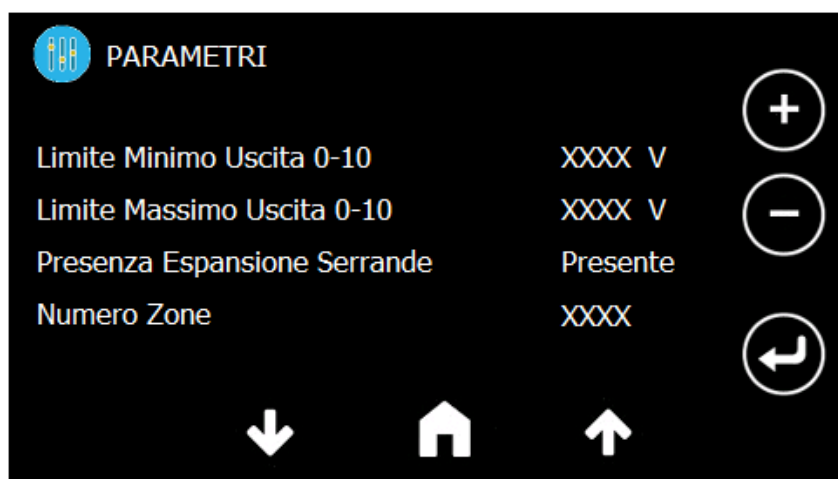 PARAMETRI
Limite Minimo Uscita 0-10 XXXX V
Limite Massimo Uscita 0-10 XXXX V
Presenza Espansione Serrande Presente
Numero Zone XXXX